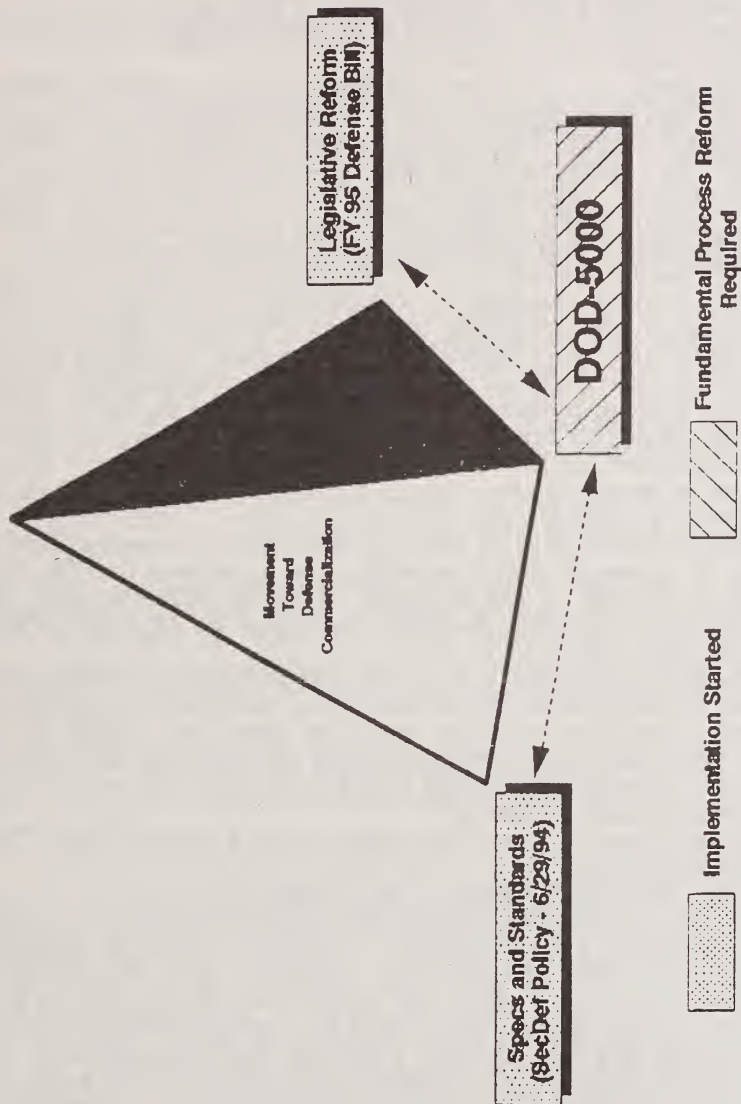 Movement
Toward
Defense
Commercialization
Legislative Reform
(FY 95 Defense Bill)
Specs and Standards
(SecDef Policy - 6/29/94)
DOD-5000
Implementation Started
Fundamental Process Reform
Required